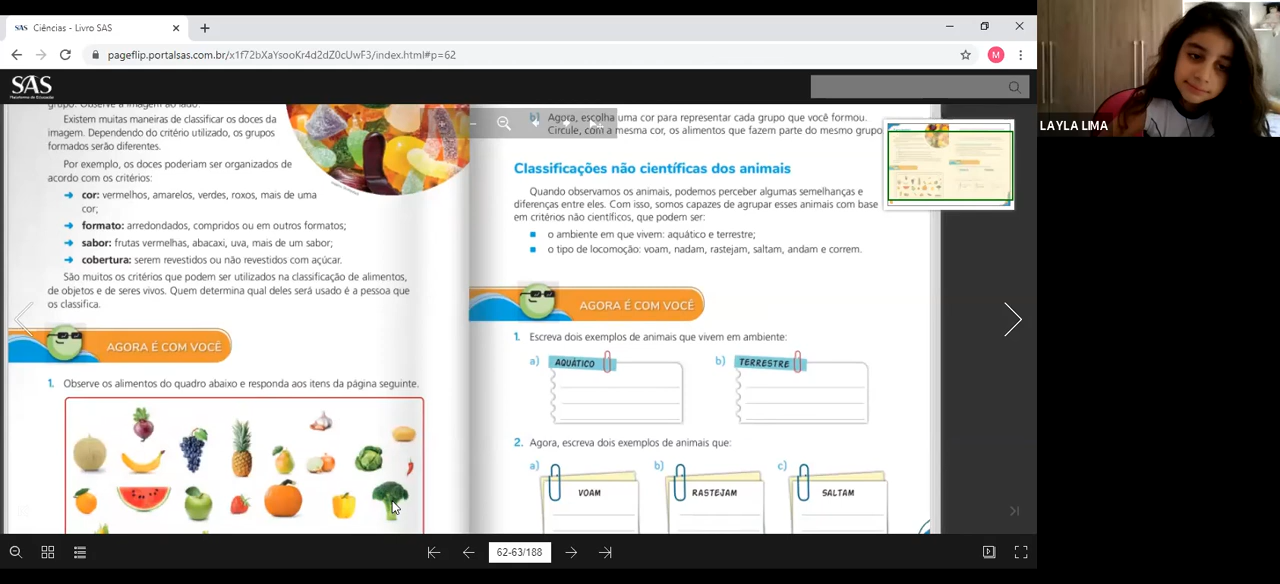 SAS Ciências - Livro SAS
pageflip.portalsas.com.br/x1f72bXaYsooKr4d2dZ0cUwF3/index.html#p=62
M
SAS
grupo. Observe a imagem ao lado.
Existem muitas maneiras de classificar os doces da
imagem. Dependendo do critério utilizado, os grupos
formados serão diferentes.
Por exemplo, os doces poderiam ser organizados de
acordo com os critérios:
cor: vermelhos, amarelos, verdes, roxos, mais de uma
cor;
formato: arredondados, compridos ou em outros formatos;
sabor: frutas vermelhas, abacaxi, uva, mais de um sabor;
cobertura: serem revestidos ou não revestidos com açúcar.
São muitos os critérios que podem ser utilizados na classificação de alimentos,
de objetos e de seres vivos. Quem determina qual deles será usado é a pessoa que
os classifica.
AGORA É COM VOCÊ
1. Observe os alimentos do quadro abaixo e responda aos itens da página seguinte.
b) Agora, escolha uma cor para representar cada grupo que você formou.
Circule, com a mesma cor, os alimentos que fazem parte do mesmo grupo
Classificações não científicas dos animais
Quando observamos os animais, podemos perceber algumas semelhanças e
diferenças entre eles. Com isso, somos capazes de agrupar esses animais com base
em critérios não científicos, que podem ser:
o ambiente em que vivem: aquático e terrestre;
o tipo de locomoção: voam, nadam, rastejam, saltam, andam e correm.
AGORA É COM VOCÊ
1. Escreva dois exemplos de animais que vivem em ambiente:
a) AQUÁTICO
b) TERRESTRE
2. Agora, escreva dois exemplos de animais que:
a) VOAM
b) RASTEJAM
c) SALTAM
62-63/188
LAYLA LIMA